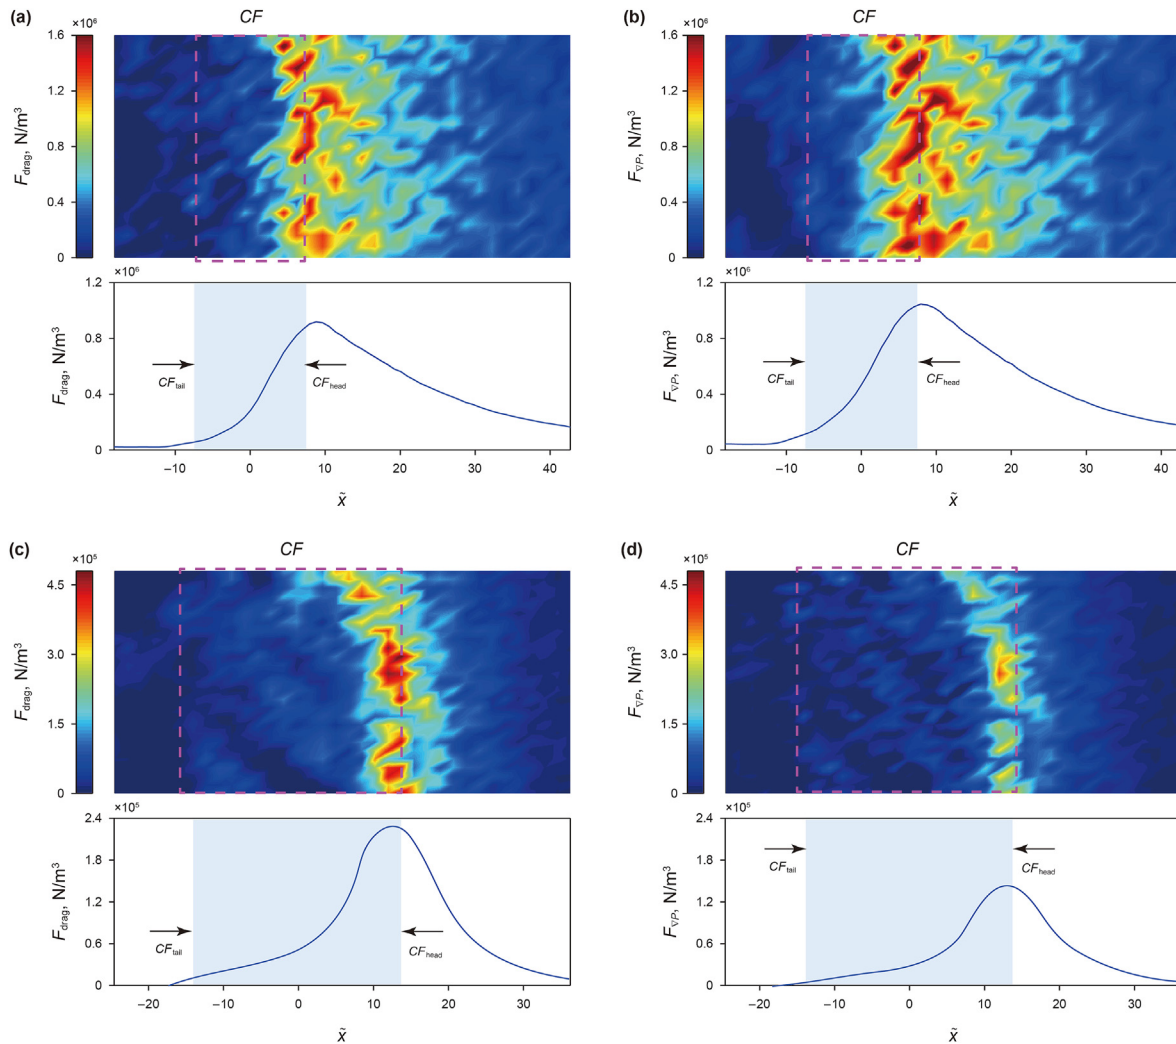 (a)
CF
×10⁶
1.6
1.2
0.8
0.4
0
F_drag, N/m³
×10⁶
1.2
0.8
0.4
0
F_drag, N/m³
CF_tail
CF_head
−10 0 10 20 30 40
x̃
(b)
CF
×10⁶
1.6
1.2
0.8
0.4
0
F_∇P, N/m³
×10⁶
1.2
0.8
0.4
0
F_∇P, N/m³
CF_tail
CF_head
−10 0 10 20 30 40
x̃
(c)
CF
×10⁵
4.5
3.0
1.5
0
F_drag, N/m³
×10⁵
2.4
1.8
1.2
0.6
0
F_drag, N/m³
CF_tail
CF_head
−20 −10 0 10 20 30
x̃
(d)
CF
×10⁵
4.5
3.0
1.5
0
F_∇P, N/m³
×10⁵
2.4
1.8
1.2
0.6
0
F_∇P, N/m³
CF_tail
CF_head
−20 −10 0 10 20 30
x̃